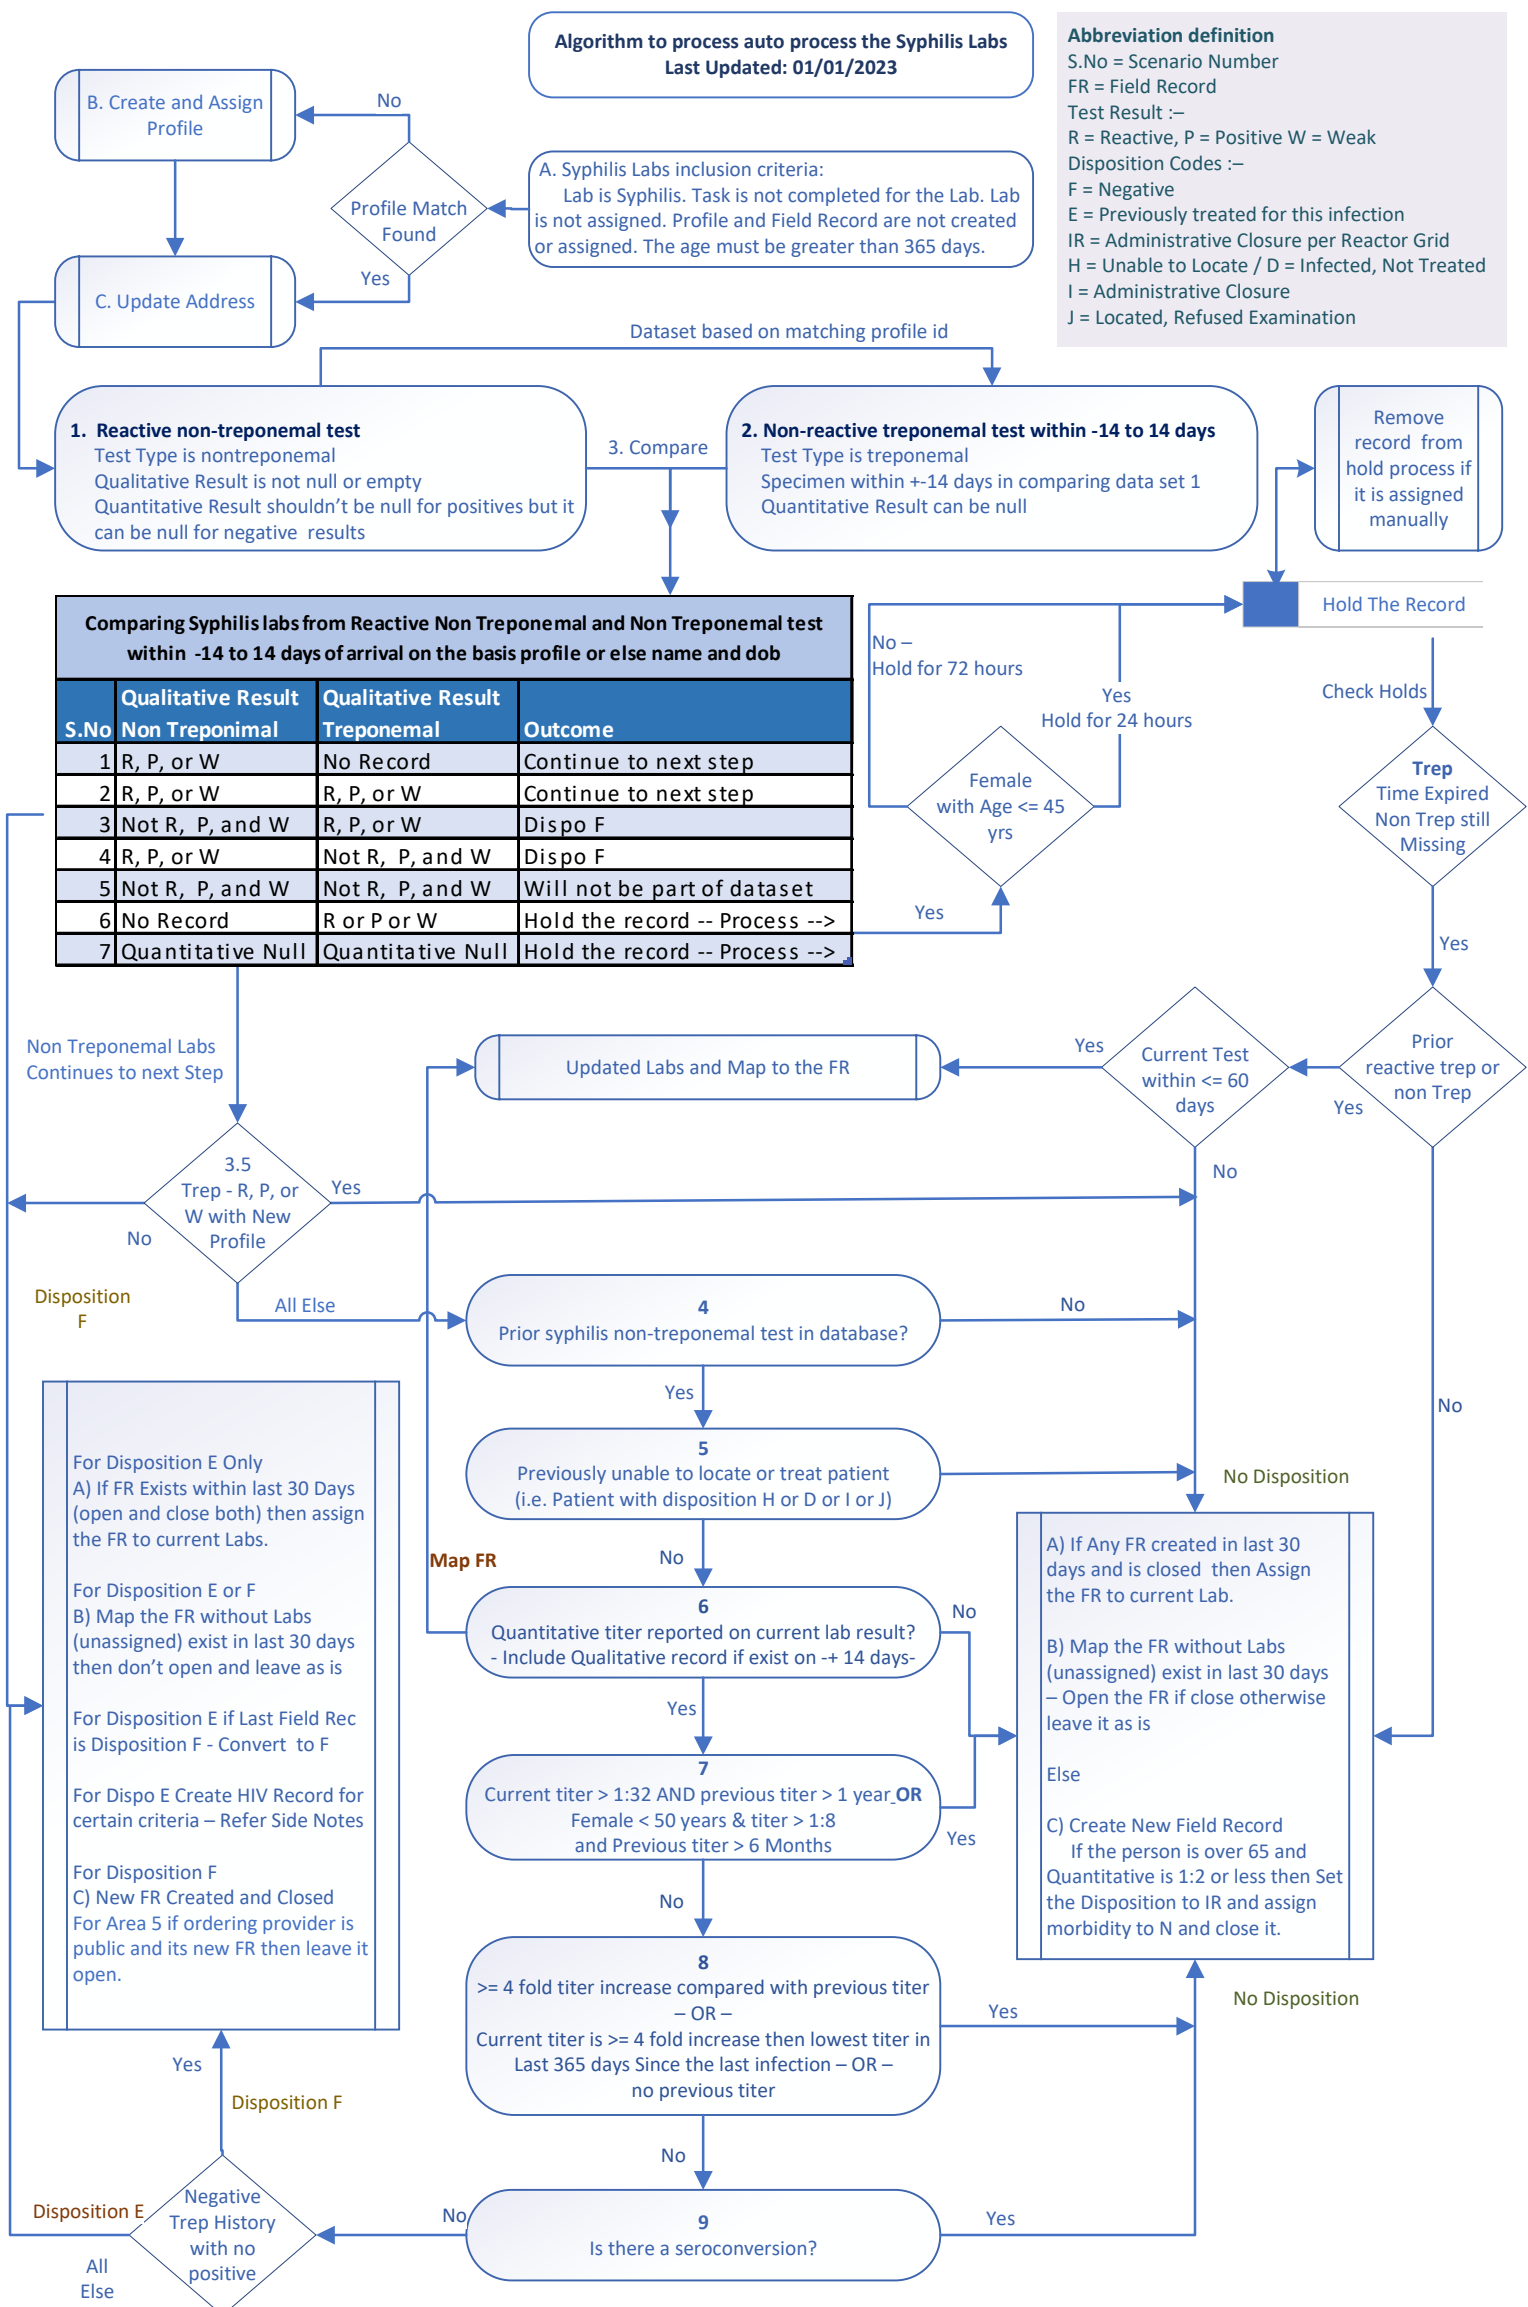 Algorithm to process auto process the Syphilis Labs
Last Updated: 01/01/2023
Abbreviation definition
S.No = Scenario Number
FR = Field Record
Test Result :–
R = Reactive, P = Positive W = Weak
Disposition Codes :–
F = Negative
E = Previously treated for this infection
IR = Administrative Closure per Reactor Grid
H = Unable to Locate / D = Infected, Not Treated
I = Administrative Closure
J = Located, Refused Examination
B. Create and Assign
Profile
No
Profile Match
Found
Yes
A. Syphilis Labs inclusion criteria:
Lab is Syphilis. Task is not completed for the Lab. Lab
is not assigned. Profile and Field Record are not created
or assigned. The age must be greater than 365 days.
C. Update Address
Dataset based on matching profile id
1. Reactive non-treponemal test
Test Type is nontreponemal
Qualitative Result is not null or empty
Quantitative Result shouldn't be null for positives but it
can be null for negative results
3. Compare
2. Non-reactive treponemal test within -14 to 14 days
Test Type is treponemal
Specimen within +-14 days in comparing data set 1
Quantitative Result can be null
Remove
record from
hold process if
it is assigned
manually
Comparing Syphilis labs from Reactive Non Treponemal and Non Treponemal test
within -14 to 14 days of arrival on the basis profile or else name and dob
S.No Qualitative Result Non Treponimal Qualitative Result Treponemal Outcome
1 R, P, or W No Record Continue to next step
2 R, P, or W R, P, or W Continue to next step
3 Not R, P, and W R, P, or W Dispo F
4 R, P, or W Not R, P, and W Dispo F
5 Not R, P, and W Not R, P, and W Will not be part of dataset
6 No Record R or P or W Hold the record -- Process -->
7 Quantitative Null Quantitative Null Hold the record -- Process -->
No –
Hold for 72 hours
Yes
Hold for 24 hours
Female
with Age <= 45
yrs
Yes
Hold The Record
Check Holds
Trep
Time Expired
Non Trep still
Missing
Yes
Prior
reactive trep or
non Trep
Yes
No
Current Test
within <= 60
days
Yes
No
Updated Labs and Map to the FR
Non Treponemal Labs
Continues to next Step
3.5
Trep - R, P, or
W with New
Profile
Yes
No
All Else
Disposition
F
4
Prior syphilis non-treponemal test in database?
No
Yes
5
Previously unable to locate or treat patient
(i.e. Patient with disposition H or D or I or J)
No
Map FR
No Disposition
6
Quantitative titer reported on current lab result?
- Include Qualitative record if exist on -+ 14 days-
No
Yes
7
Current titer > 1:32 AND previous titer > 1 year OR
Female < 50 years & titer > 1:8
and Previous titer > 6 Months
Yes
No
8
>= 4 fold titer increase compared with previous titer
– OR –
Current titer is >= 4 fold increase then lowest titer in
Last 365 days Since the last infection – OR –
no previous titer
Yes
No
9
Is there a seroconversion?
Yes
No
For Disposition E Only
A) If FR Exists within last 30 Days
(open and close both) then assign
the FR to current Labs.
For Disposition E or F
B) Map the FR without Labs
(unassigned) exist in last 30 days
then don't open and leave as is
For Disposition E if Last Field Rec
is Disposition F - Convert to F
For Dispo E Create HIV Record for
certain criteria – Refer Side Notes
For Disposition F
C) New FR Created and Closed
For Area 5 if ordering provider is
public and its new FR then leave it
open.
A) If Any FR created in last 30
days and is closed then Assign
the FR to current Lab.
B) Map the FR without Labs
(unassigned) exist in last 30 days
– Open the FR if close otherwise
leave it as is
Else
C) Create New Field Record
If the person is over 65 and
Quantitative is 1:2 or less then Set
the Disposition to IR and assign
morbidity to N and close it.
No Disposition
Yes
Disposition F
Negative
Trep History
with no
positive
Disposition E
All
Else